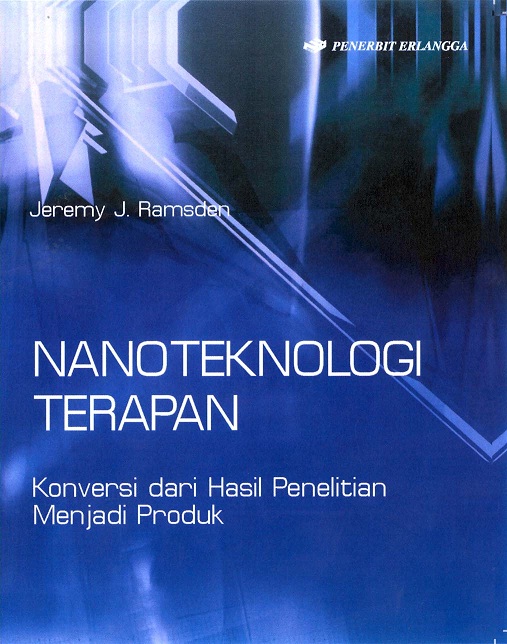 PENERBIT ERLANGGA
Jeremy J. Ramsden
NANOTEKNOLOGI
TERAPAN
Konversi dari Hasil Penelitian
Menjadi Produk